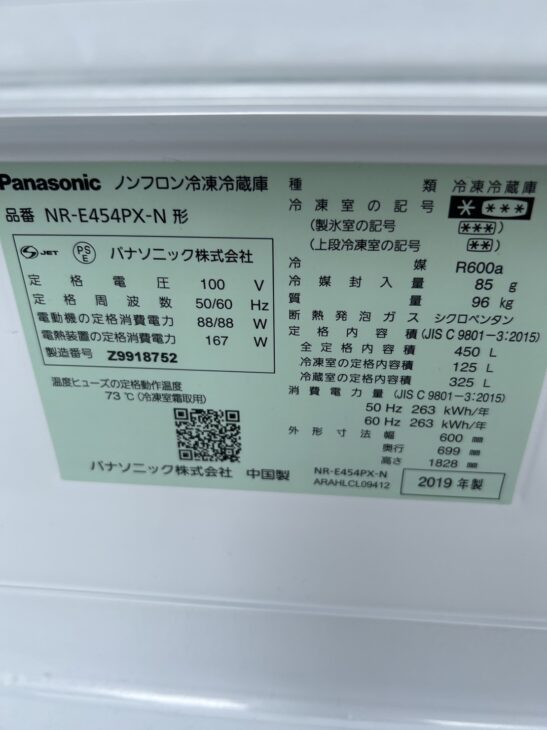 Panasonic ノンフロン冷凍冷蔵庫
品番 NR-E454PX-N 形
JET PS E パナソニック株式会社
定格電圧 100 V
定格周波数 50/60 Hz
電動機の定格消費電力 88/88 W
電熱装置の定格消費電力 167 W
製造番号 Z9918752
温度ヒューズの定格動作温度
73℃(冷凍室霜取用)
パナソニック株式会社 中国製
種類 冷凍冷蔵庫
冷凍室の記号 * ***
(製氷室の記号 ***)
(上段冷凍室の記号 **)
冷媒 R600a
冷媒封入量 85 g
質量 96 kg
断熱発泡ガス シクロペンタン
定格内容積 (JIS C 9801-3:2015)
全定格内容積 450 L
冷凍室の定格内容積 125 L
冷蔵室の定格内容積 325 L
消費電力量 (JIS C 9801-3:2015)
50 Hz 263 kWh/年
60 Hz 263 kWh/年
外形寸法 幅 600 ㎜
奥行 699 ㎜
高さ 1828 ㎜
NR-E454PX-N
ARAHLCL09412
2019 年製